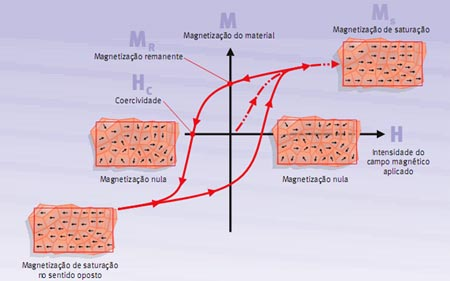 M
Magnetização do material
Ms
Magnetização de saturação
MR
Magnetização remanente
HC
Coercividade
H
Intensidade do
campo magnético
aplicado
Magnetização nula
Magnetização nula
Magnetização de saturação
no sentido oposto